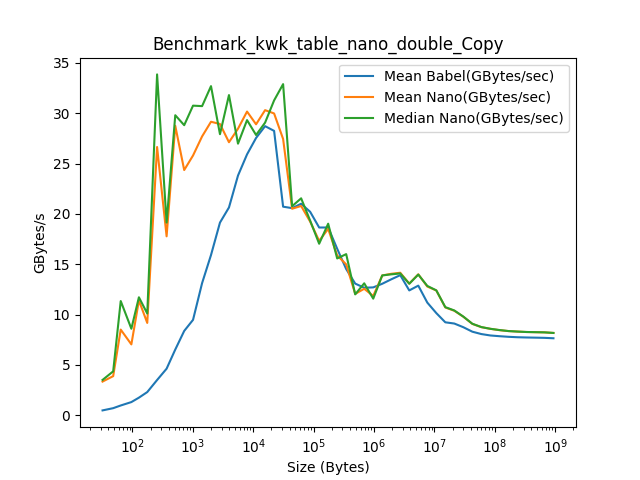 Benchmark_kwk_table_nano_double_Copy
Mean Babel(GBytes/sec)
Mean Nano(GBytes/sec)
Median Nano(GBytes/sec)
GBytes/s
35
30
25
20
15
10
5
0
10² 10³ 10⁴ 10⁵ 10⁶ 10⁷ 10⁸ 10⁹
Size (Bytes)